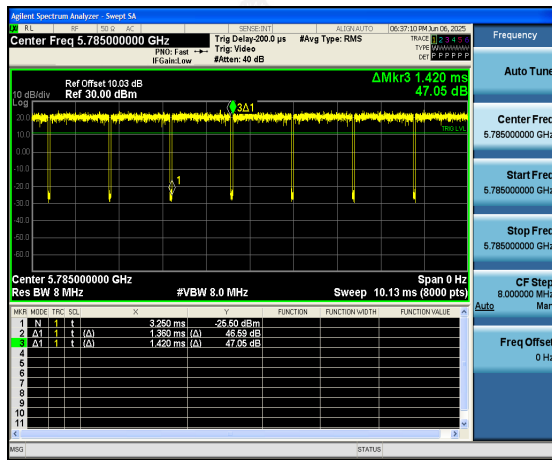 Agilent Spectrum Analyzer - Swept SA
RL RF 50 Ω AC SENSE:INT ALIGN AUTO 06:37:10 PM Jun 06, 2025
Center Freq 5.785000000 GHz
PNO: Fast
IFGain:Low
Trig Delay-200.0 µs
Trig: Video
#Atten: 40 dB
#Avg Type: RMS
TRACE 1 2 3 4 5 6
TYPE WWWWWW
DET P P P P P P
Frequency
Auto Tune
Center Freq
5.785000000 GHz
Start Freq
5.785000000 GHz
Stop Freq
5.785000000 GHz
CF Step
8.000000 MHz
Auto Man
Freq Offset
0 Hz
Ref Offset 10.03 dB
10 dB/div Ref 30.00 dBm
Log
ΔMkr3 1.420 ms
47.05 dB
3Δ1
TRIG LVL
1
20.0
10.0
0.00
-10.0
-20.0
-30.0
-40.0
-50.0
-60.0
Center 5.785000000 GHz Span 0 Hz
Res BW 8 MHz #VBW 8.0 MHz Sweep 10.13 ms (8000 pts)
MKR MODE TRC SCL X Y FUNCTION FUNCTION WIDTH FUNCTION VALUE
1 N 1 t 3.250 ms -25.50 dBm
2 Δ1 1 t (Δ) 1.360 ms (Δ) 46.59 dB
3 Δ1 1 t (Δ) 1.420 ms (Δ) 47.05 dB
4
5
6
7
8
9
10
11
MSG STATUS